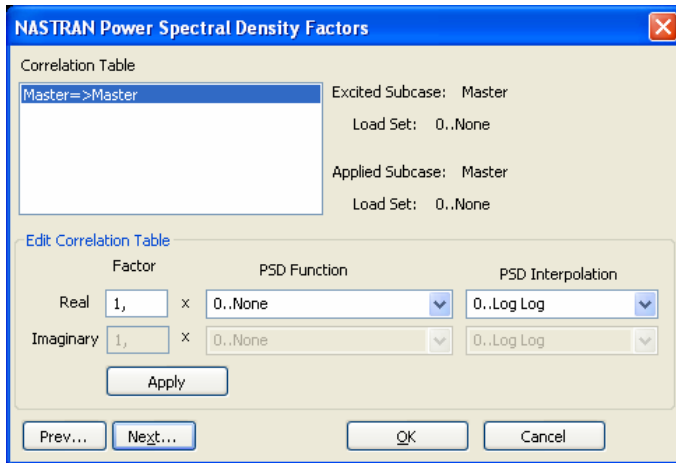 NASTRAN Power Spectral Density Factors
Correlation Table
Master=>Master
Excited Subcase: Master
Load Set: 0..None
Applied Subcase: Master
Load Set: 0..None
Edit Correlation Table
Factor PSD Function PSD Interpolation
Real 1, x 0..None 0..Log Log
Imaginary 1, x 0..None 0..Log Log
Apply
Prev... Next... OK Cancel